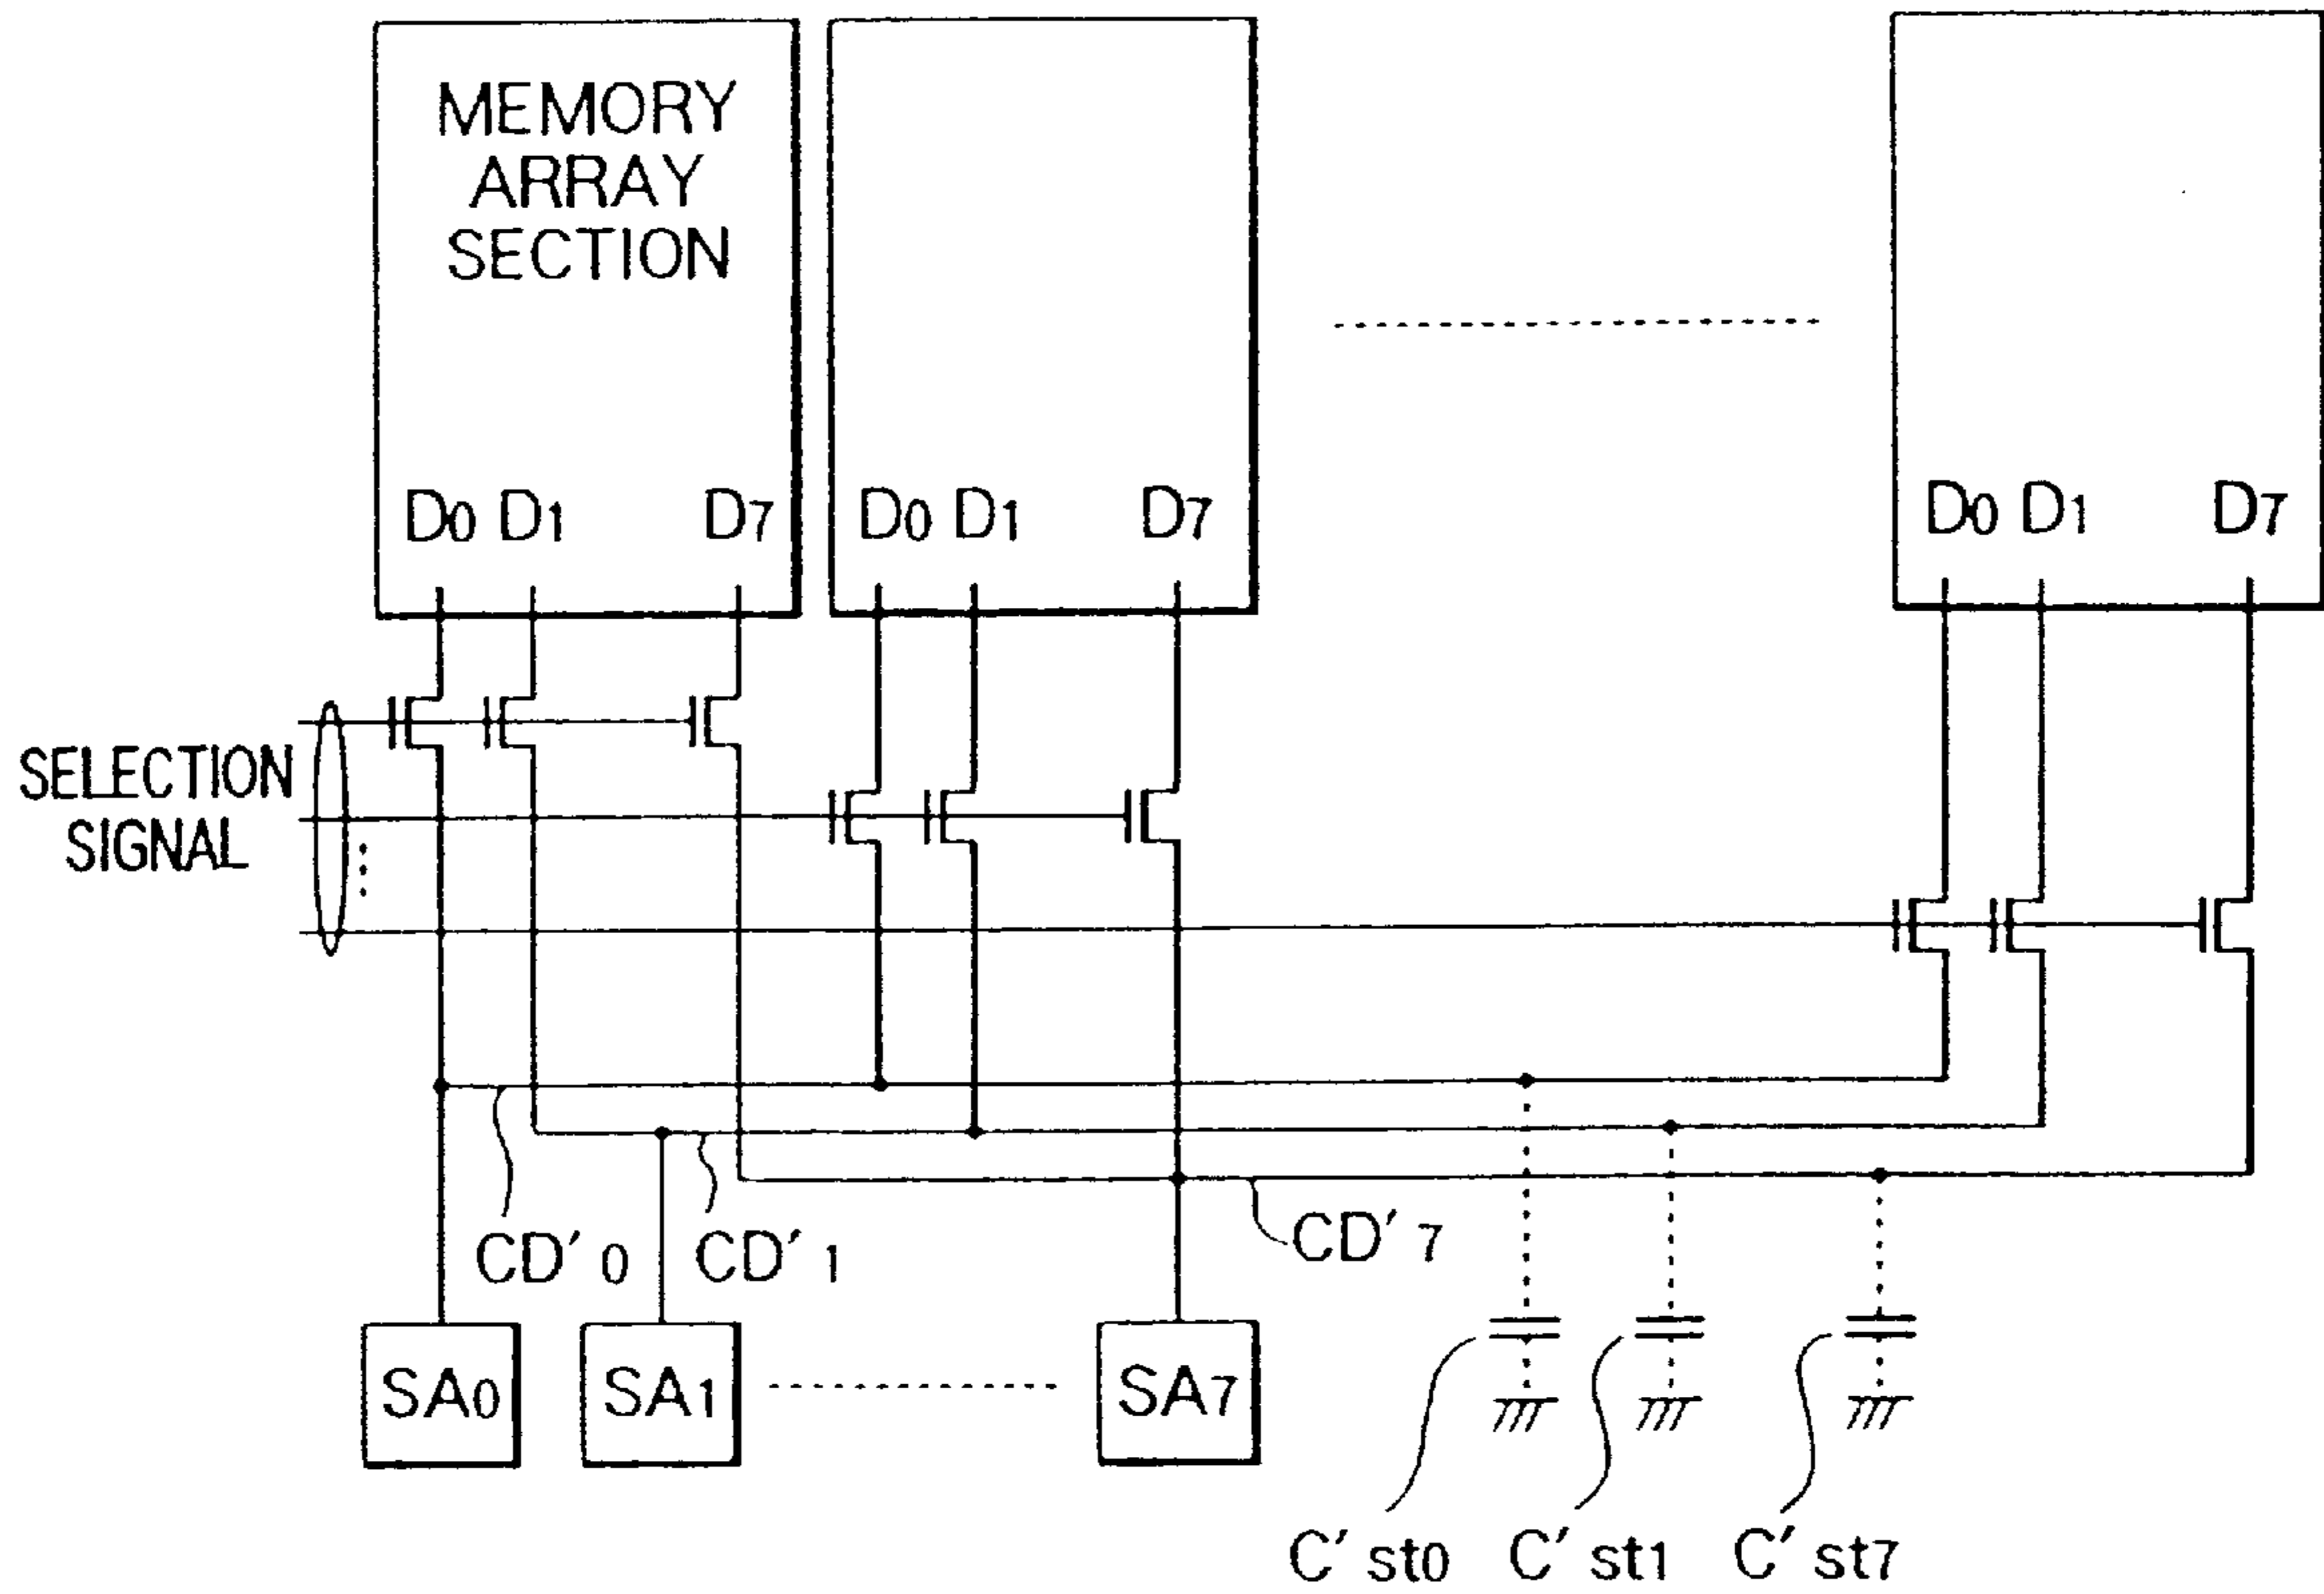 MEMORY
ARRAY
SECTION
D0 D1 D7
D0 D1 D7
D0 D1 D7
SELECTION
SIGNAL
CD'0
CD'1
CD'7
SA0
SA1
SA7
C'st0
C'st1
C'st7